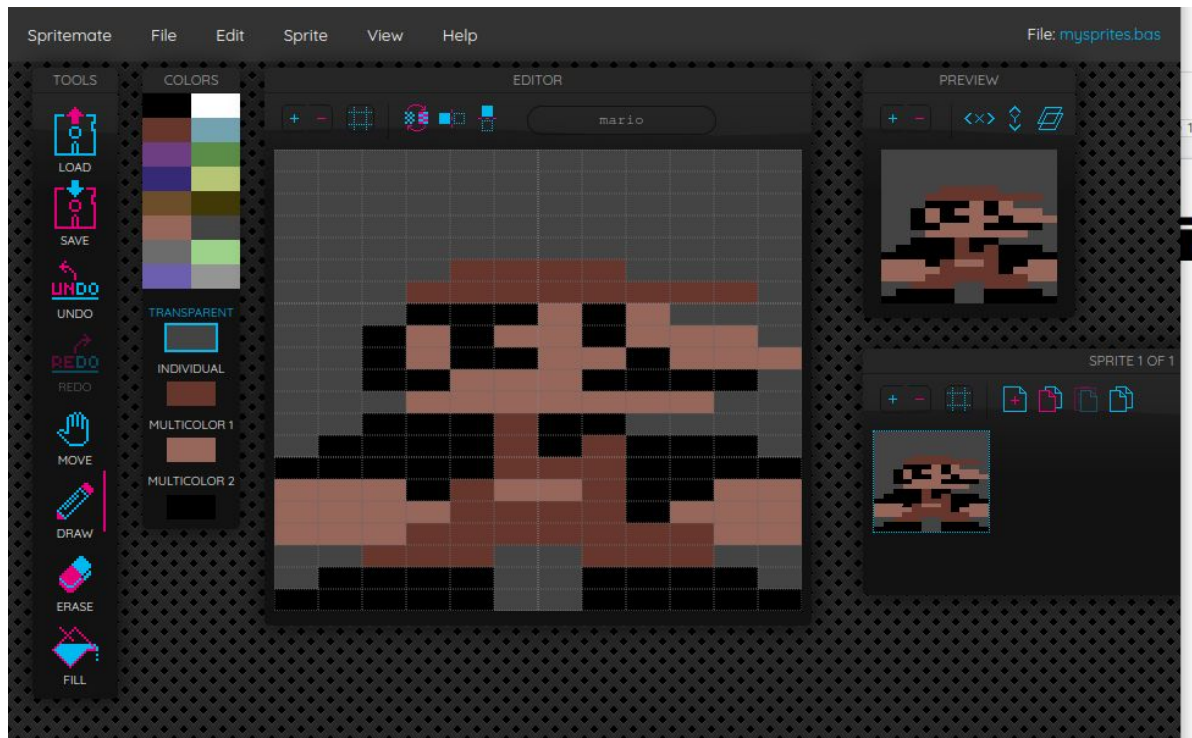 Spritemate File Edit Sprite View Help File: mysprites.bas
TOOLS
LOAD
SAVE
UNDO
UNDO
REDO
REDO
MOVE
DRAW
ERASE
FILL
COLORS
TRANSPARENT
INDIVIDUAL
MULTICOLOR 1
MULTICOLOR 2
EDITOR
+ - mario
PREVIEW
+ - <×>
SPRITE 1 OF 1
+ -